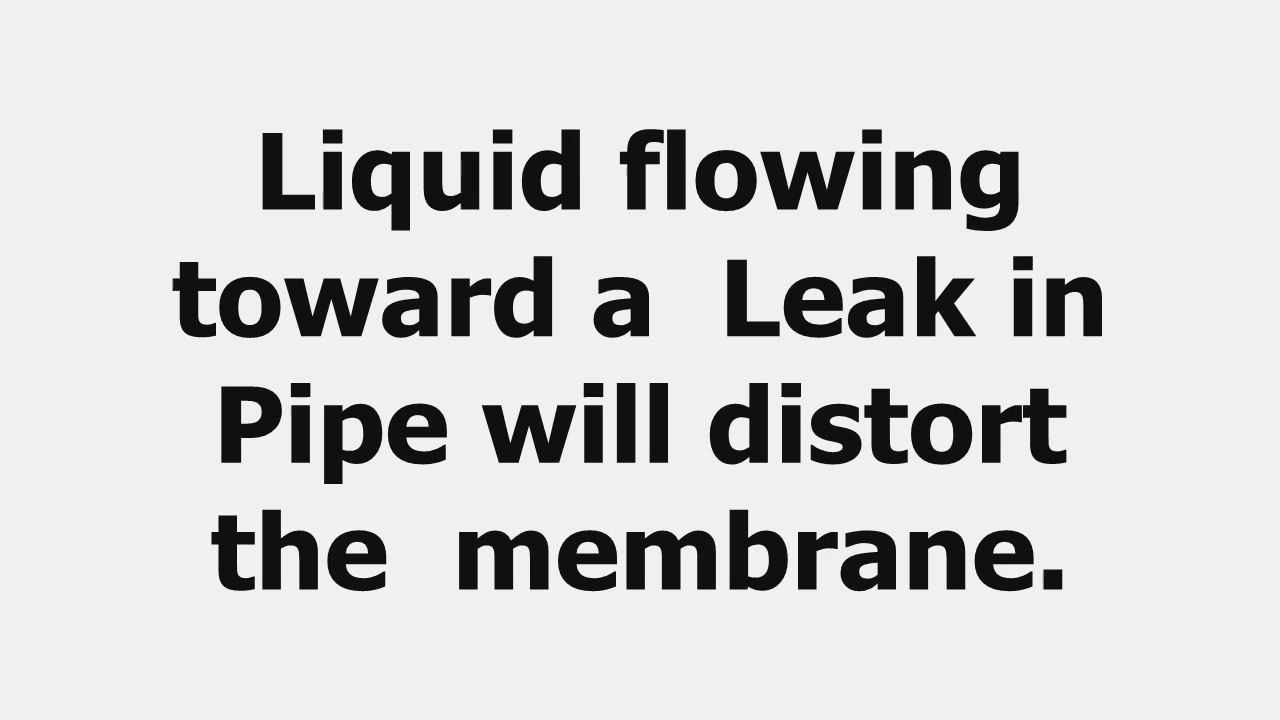 Liquid flowing
toward a  Leak in
Pipe will distort
the  membrane.